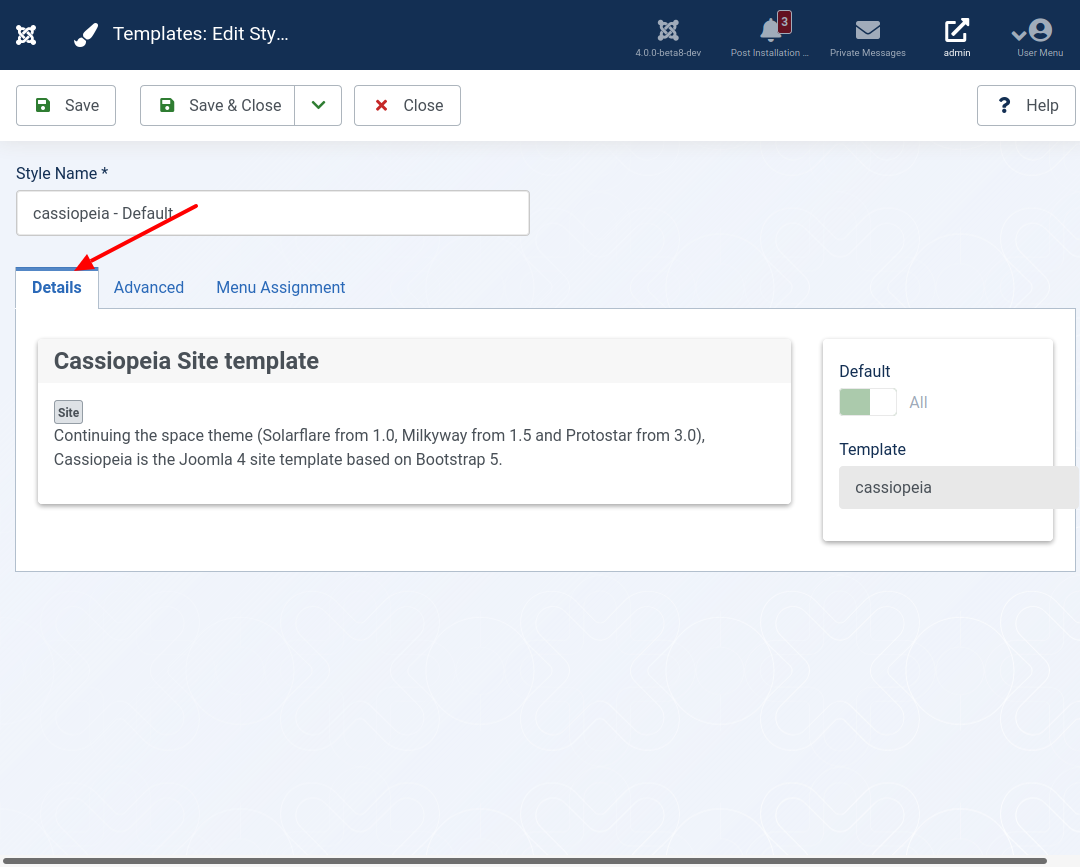 Templates: Edit Sty...
3
4.0.0-beta8-dev
Post Installation ...
Private Messages
admin
User Menu
Save
Save & Close
Close
? Help
Style Name *
cassiopeia - Default
Details
Advanced
Menu Assignment
Cassiopeia Site template
Site
Continuing the space theme (Solarflare from 1.0, Milkyway from 1.5 and Protostar from 3.0),
Cassiopeia is the Joomla 4 site template based on Bootstrap 5.
Default
All
Template
cassiopeia